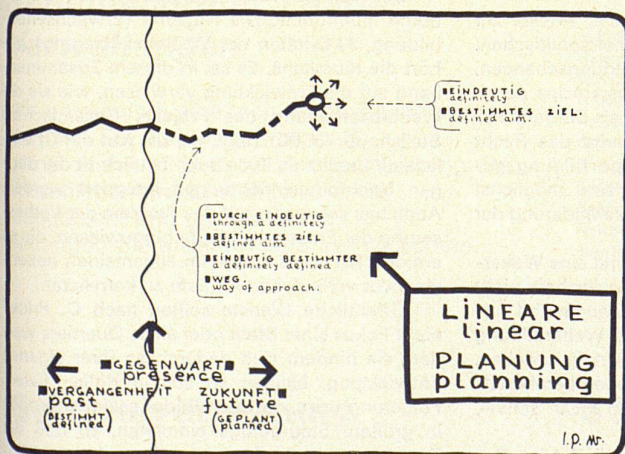 ■EINDEUTIG
definitely
■BESTIMMTES ZIEL.
defined aim.
■DURCH EINDEUTIG
through a definitely
■BESTIMMTES ZIEL
defined aim
■EINDEUTIG BESTIMMTER
a definitely defined
■WEG.
way of approach.
LINEARE
linear
PLANUNG
planning
■GEGENWART■
presence
■VERGANGENHEIT ZUKUNFT■
past future
(BESTIMMT) (GEPLANT)
(defined) (planned)